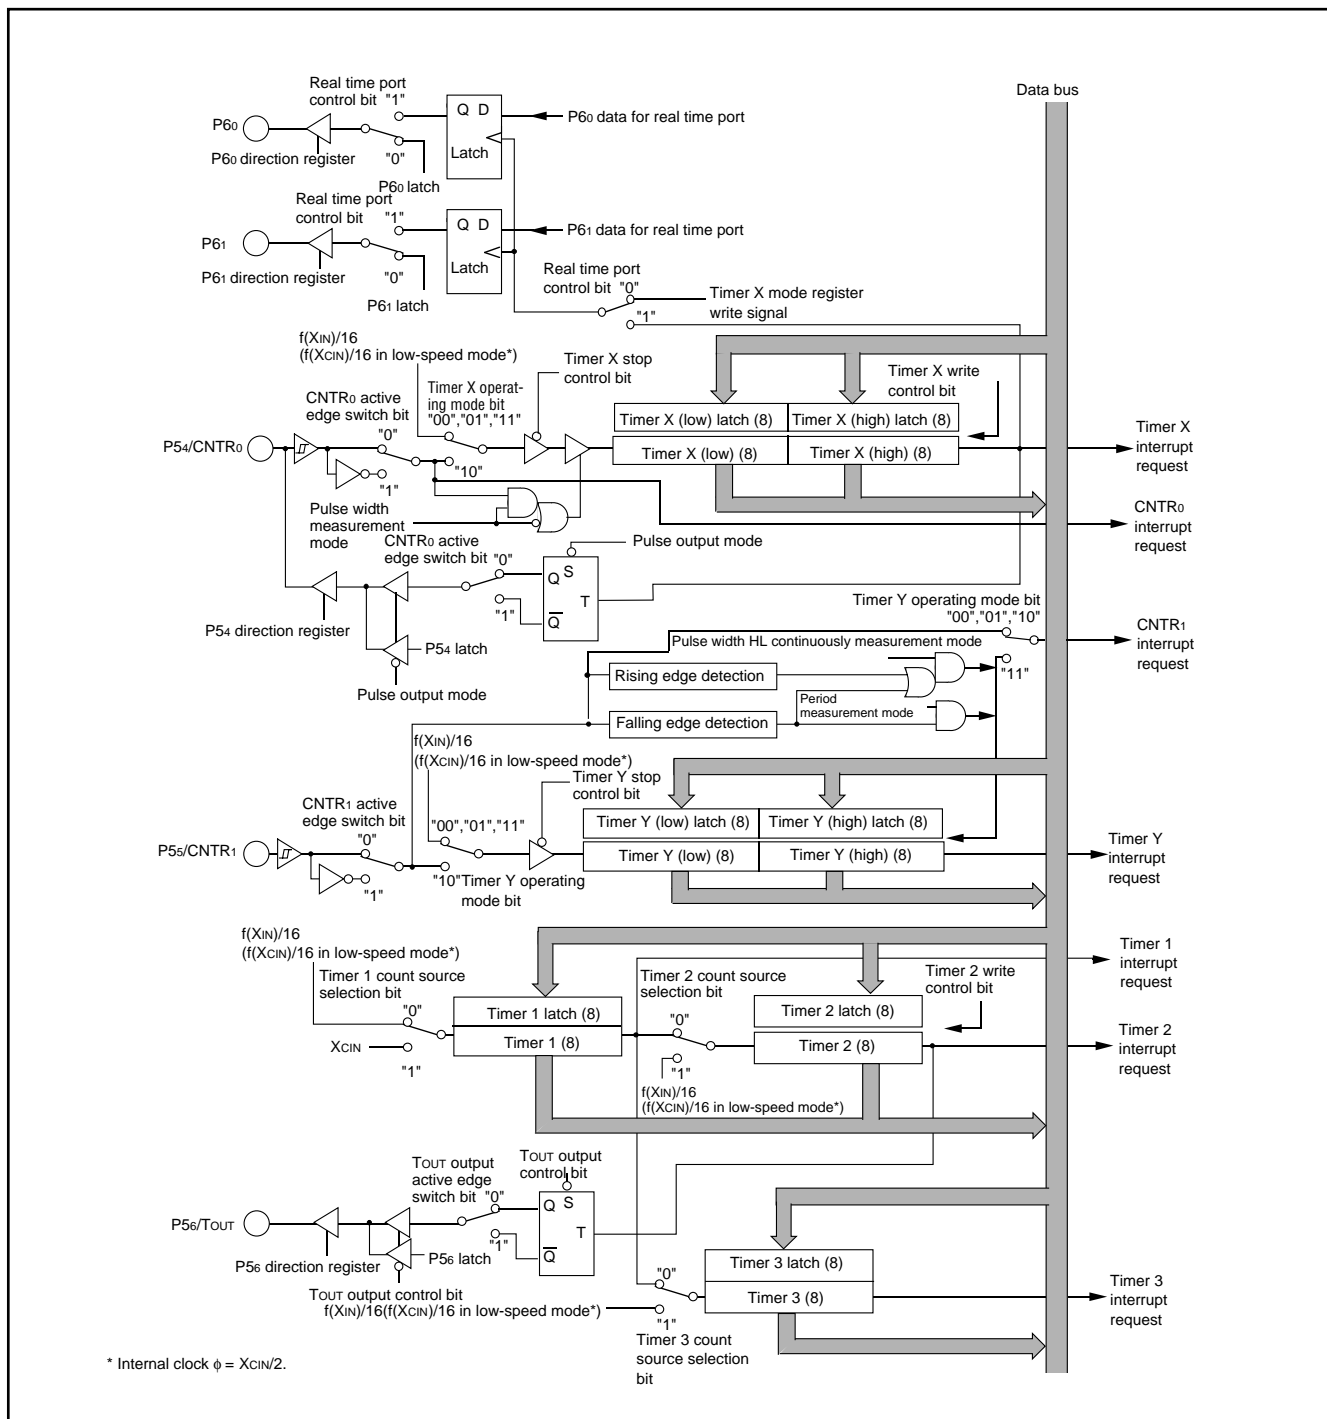 Data bus
Real time port
control bit "1"
Q D
P60 data for real time port
P60
Latch
"0"
P60 direction register
P60 latch
Real time port
control bit "1"
Q D
P61 data for real time port
P61
Latch
"0"
P61 direction register
P61 latch
Real time port
control bit "0"
Timer X mode register
write signal
"1"
f(XIN)/16
(f(XCIN)/16 in low-speed mode*)
Timer X stop
control bit
Timer X write
control bit
CNTR0 active
edge switch bit
Timer X operat-
ing mode bit
"00","01","11"
"0"
Timer X (low) latch (8)
Timer X (high) latch (8)
P54/CNTR0
Timer X (low) (8)
Timer X (high) (8)
Timer X
interrupt
request
"10"
"1"
Pulse width
measurement
mode
CNTR0
interrupt
request
CNTR0 active
edge switch bit
"0"
Pulse output mode
Q S
T
"1"
Q
P54 direction register
P54 latch
Pulse output mode
Timer Y operating mode bit
"00","01","10"
CNTR1
interrupt
request
Pulse width HL continuously measurement mode
"11"
Rising edge detection
Period
measurement mode
Falling edge detection
f(XIN)/16
(f(XCIN)/16 in low-speed mode*)
Timer Y stop
control bit
CNTR1 active
edge switch bit
"00","01","11"
"0"
Timer Y (low) latch (8)
Timer Y (high) latch (8)
P55/CNTR1
Timer Y (low) (8)
Timer Y (high) (8)
Timer Y
interrupt
request
"10"Timer Y operating
mode bit
"1"
f(XIN)/16
(f(XCIN)/16 in low-speed mode*)
Timer 1
interrupt
request
Timer 1 count source
selection bit
Timer 2 count source
selection bit
Timer 2 write
control bit
"0"
Timer 1 latch (8)
"0"
Timer 2 latch (8)
XCIN
Timer 1 (8)
Timer 2 (8)
Timer 2
interrupt
request
"1"
"1"
f(XIN)/16
(f(XCIN)/16 in low-speed mode*)
TOUT output
active edge
switch bit
TOUT output
control bit
"0"
Q S
T
P56/TOUT
"1"
Q
P56 latch
P56 direction register
TOUT output control bit
Timer 3 latch (8)
"0"
Timer 3 (8)
Timer 3
interrupt
request
f(XIN)/16(f(XCIN)/16 in low-speed mode*)
"1"
Timer 3 count
source selection
bit
* Internal clock ϕ = XCIN/2.